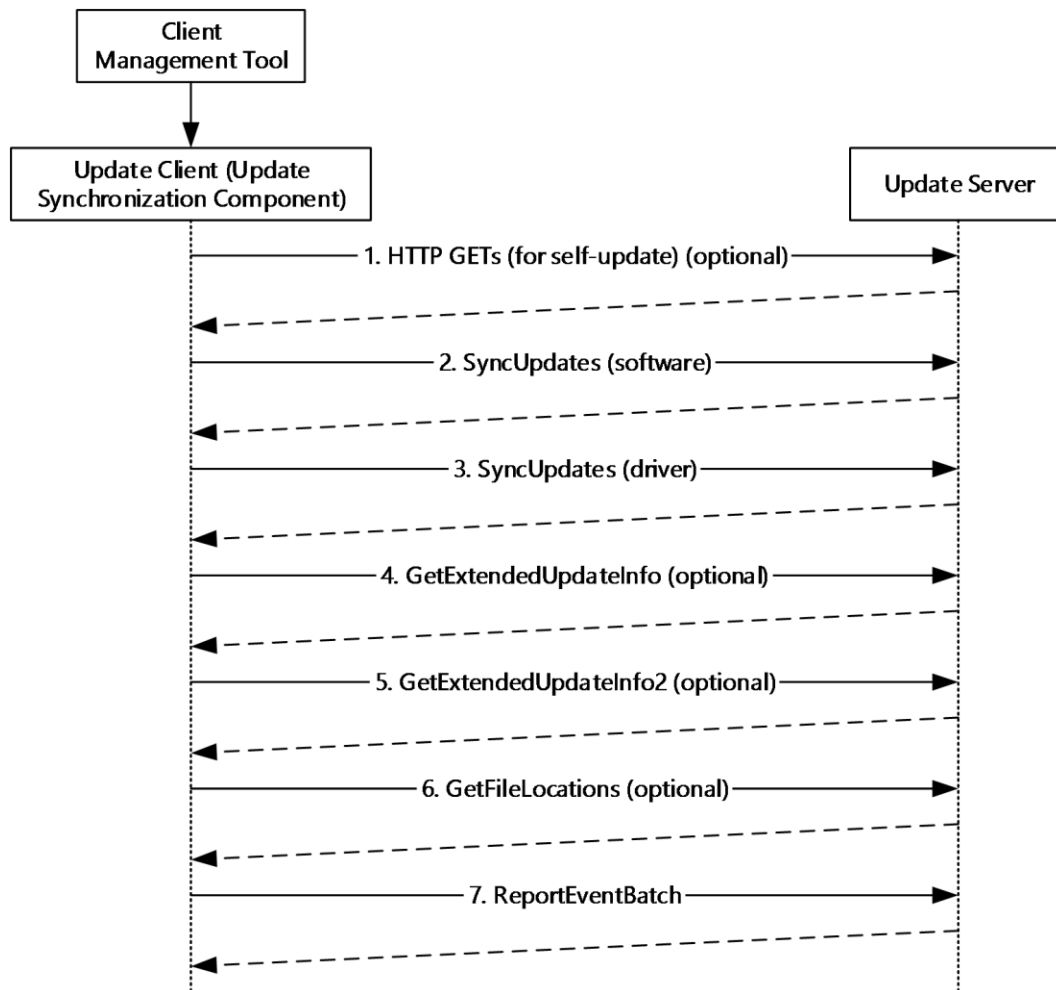 Client
Management Tool
Update Client (Update
Synchronization Component)
Update Server
1. HTTP GETs (for self-update) (optional)
2. SyncUpdates (software)
3. SyncUpdates (driver)
4. GetExtendedUpdateInfo (optional)
5. GetExtendedUpdateInfo2 (optional)
6. GetFileLocations (optional)
7. ReportEventBatch